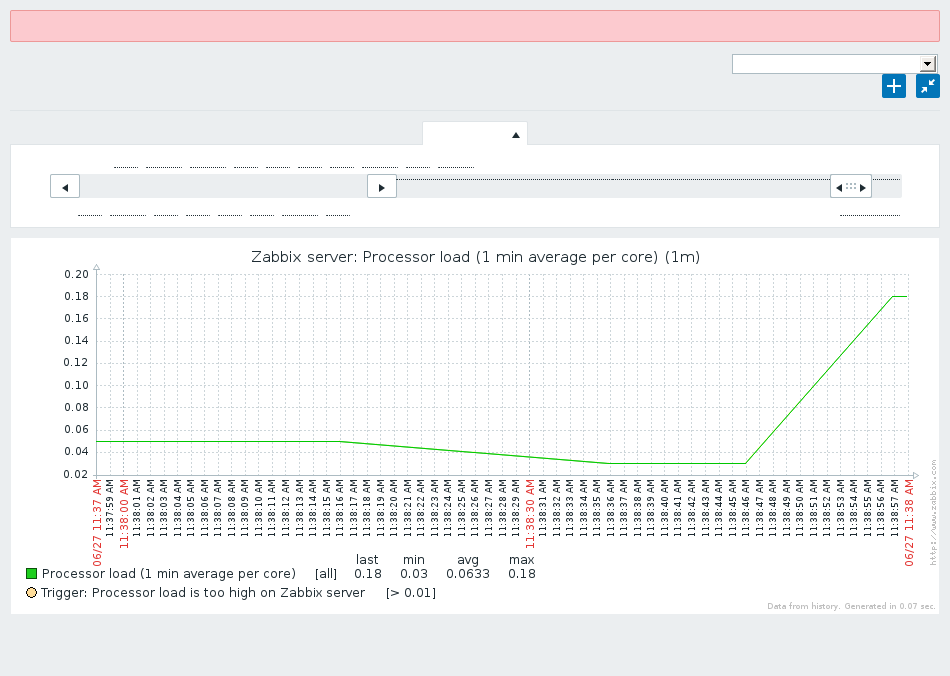 Zabbix server: Processor load (1 min average per core) (1m)
0.20
0.18
0.16
0.14
0.12
0.10
0.08
0.06
0.04
0.02
06/27 11:37 AM
11:37:59 AM
11:38:00 AM
11:38:01 AM
11:38:02 AM
11:38:03 AM
11:38:04 AM
11:38:05 AM
11:38:06 AM
11:38:07 AM
11:38:08 AM
11:38:09 AM
11:38:10 AM
11:38:11 AM
11:38:12 AM
11:38:13 AM
11:38:14 AM
11:38:15 AM
11:38:16 AM
11:38:17 AM
11:38:18 AM
11:38:19 AM
11:38:20 AM
11:38:21 AM
11:38:22 AM
11:38:23 AM
11:38:24 AM
11:38:25 AM
11:38:26 AM
11:38:27 AM
11:38:28 AM
11:38:29 AM
11:38:30 AM
11:38:31 AM
11:38:32 AM
11:38:33 AM
11:38:34 AM
11:38:35 AM
11:38:36 AM
11:38:37 AM
11:38:38 AM
11:38:39 AM
11:38:40 AM
11:38:41 AM
11:38:42 AM
11:38:43 AM
11:38:44 AM
11:38:45 AM
11:38:46 AM
11:38:47 AM
11:38:48 AM
11:38:49 AM
11:38:50 AM
11:38:51 AM
11:38:52 AM
11:38:53 AM
11:38:54 AM
11:38:55 AM
11:38:56 AM
11:38:57 AM
06/27 11:38 AM
http://www.zabbix.com
last min avg max
Processor load (1 min average per core) [all] 0.18 0.03 0.0633 0.18
Trigger: Processor load is too high on Zabbix server [> 0.01]
Data from history. Generated in 0.07 sec.